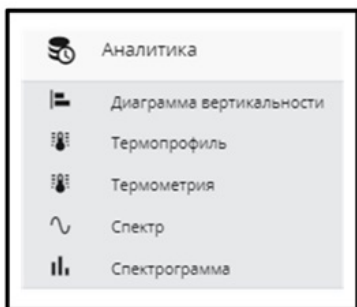 Аналитика
Диаграмма вертикальности
Термопрофиль
Термометрия
Спектр
Спектрограмма